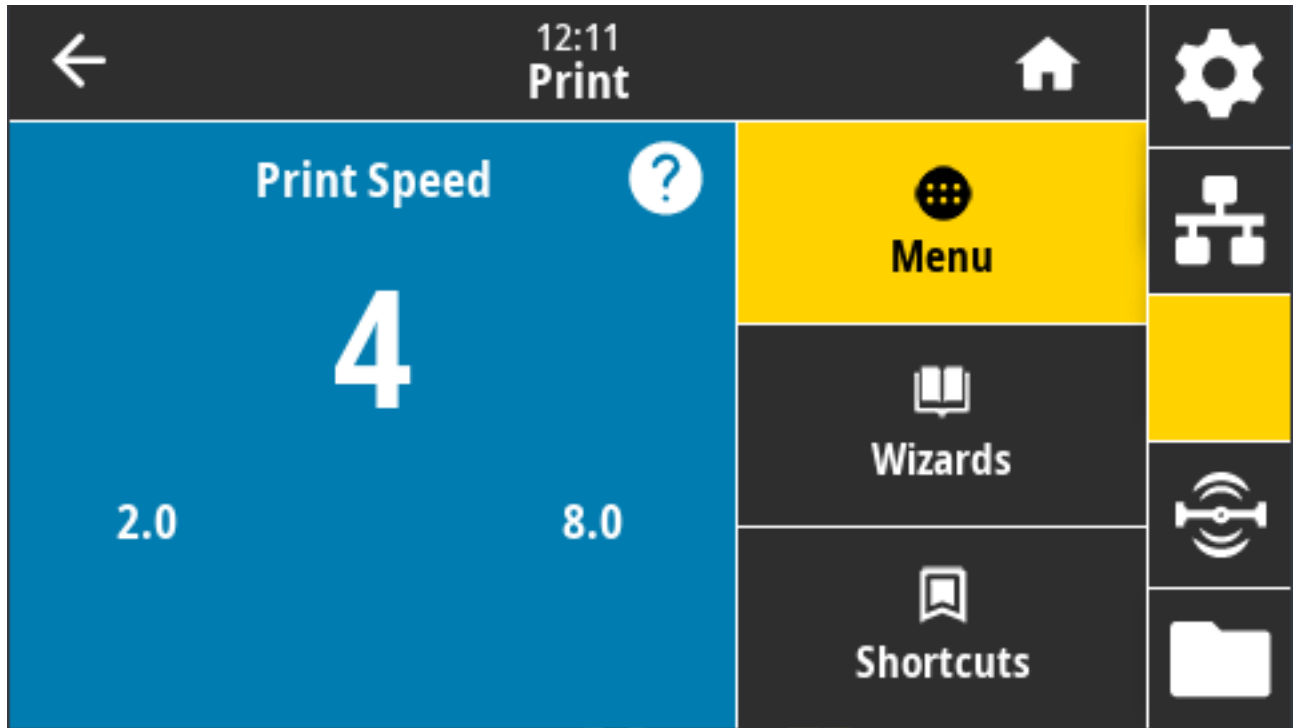 12:11
Print
Print Speed
?
4
2.0
8.0
Menu
Wizards
Shortcuts